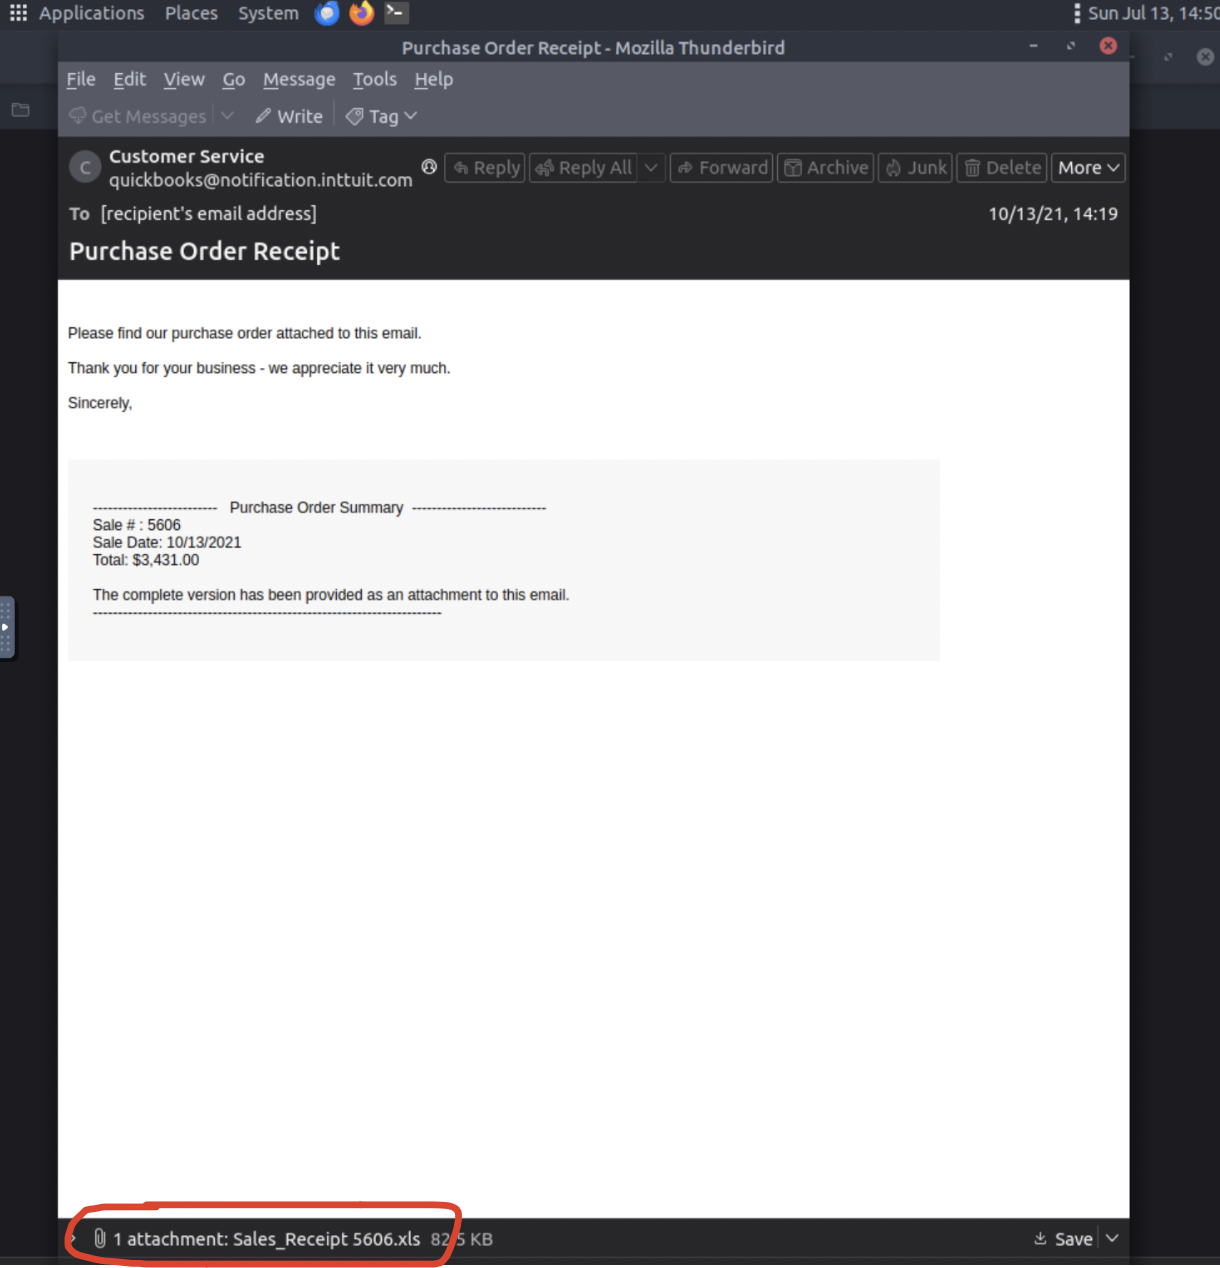 Applications Places System Sun Jul 13, 14:50
Purchase Order Receipt - Mozilla Thunderbird
File Edit View Go Message Tools Help
Get Messages Write Tag
C
Customer Service
quickbooks@notification.inttuit.com
Reply Reply All Forward Archive Junk Delete More
To [recipient's email address] 10/13/21, 14:19
Purchase Order Receipt
Please find our purchase order attached to this email.
Thank you for your business - we appreciate it very much.
Sincerely,
------------------------- Purchase Order Summary ---------------------------
Sale # : 5606
Sale Date: 10/13/2021
Total: $3,431.00
The complete version has been provided as an attachment to this email.
----------------------------------------------------------------------
1 attachment: Sales_Receipt 5606.xls 82.5 KB Save